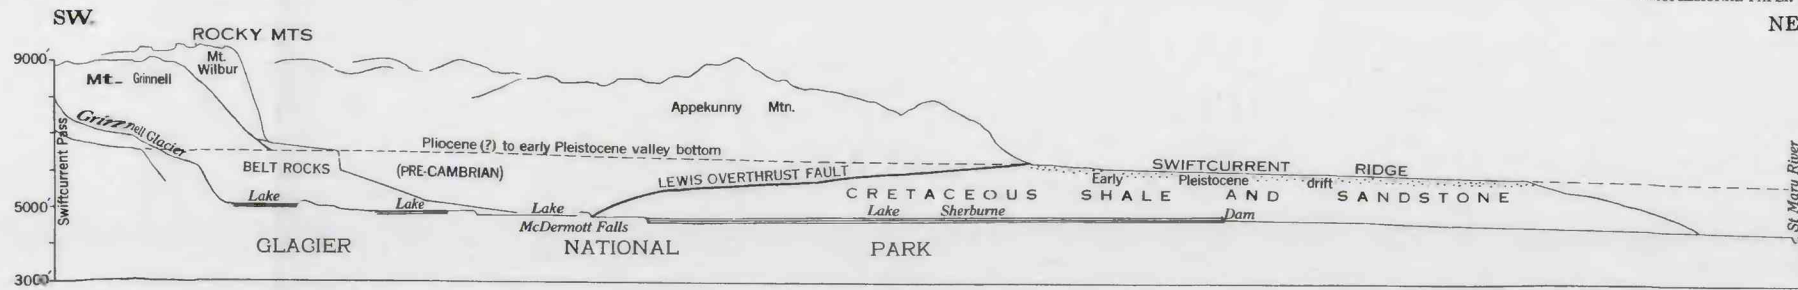 SW
NE
ROCKY MTS
9000'
Mt.
Wilbur
Mt. Grinnell
Appekunny Mtn.
Grinnell Glacier
Swiftcurrent Pass
Pliocene (?) to early Pleistocene valley bottom
BELT ROCKS
(PRE-CAMBRIAN)
SWIFTCURRENT RIDGE
LEWIS OVERTHRUST FAULT
Early Pleistocene drift
CRETACEOUS SHALE AND SANDSTONE
5000'
Lake
Lake
Lake
Lake Sherburne
Dam
McDermott Falls
St Mary River
GLACIER NATIONAL PARK
3000'